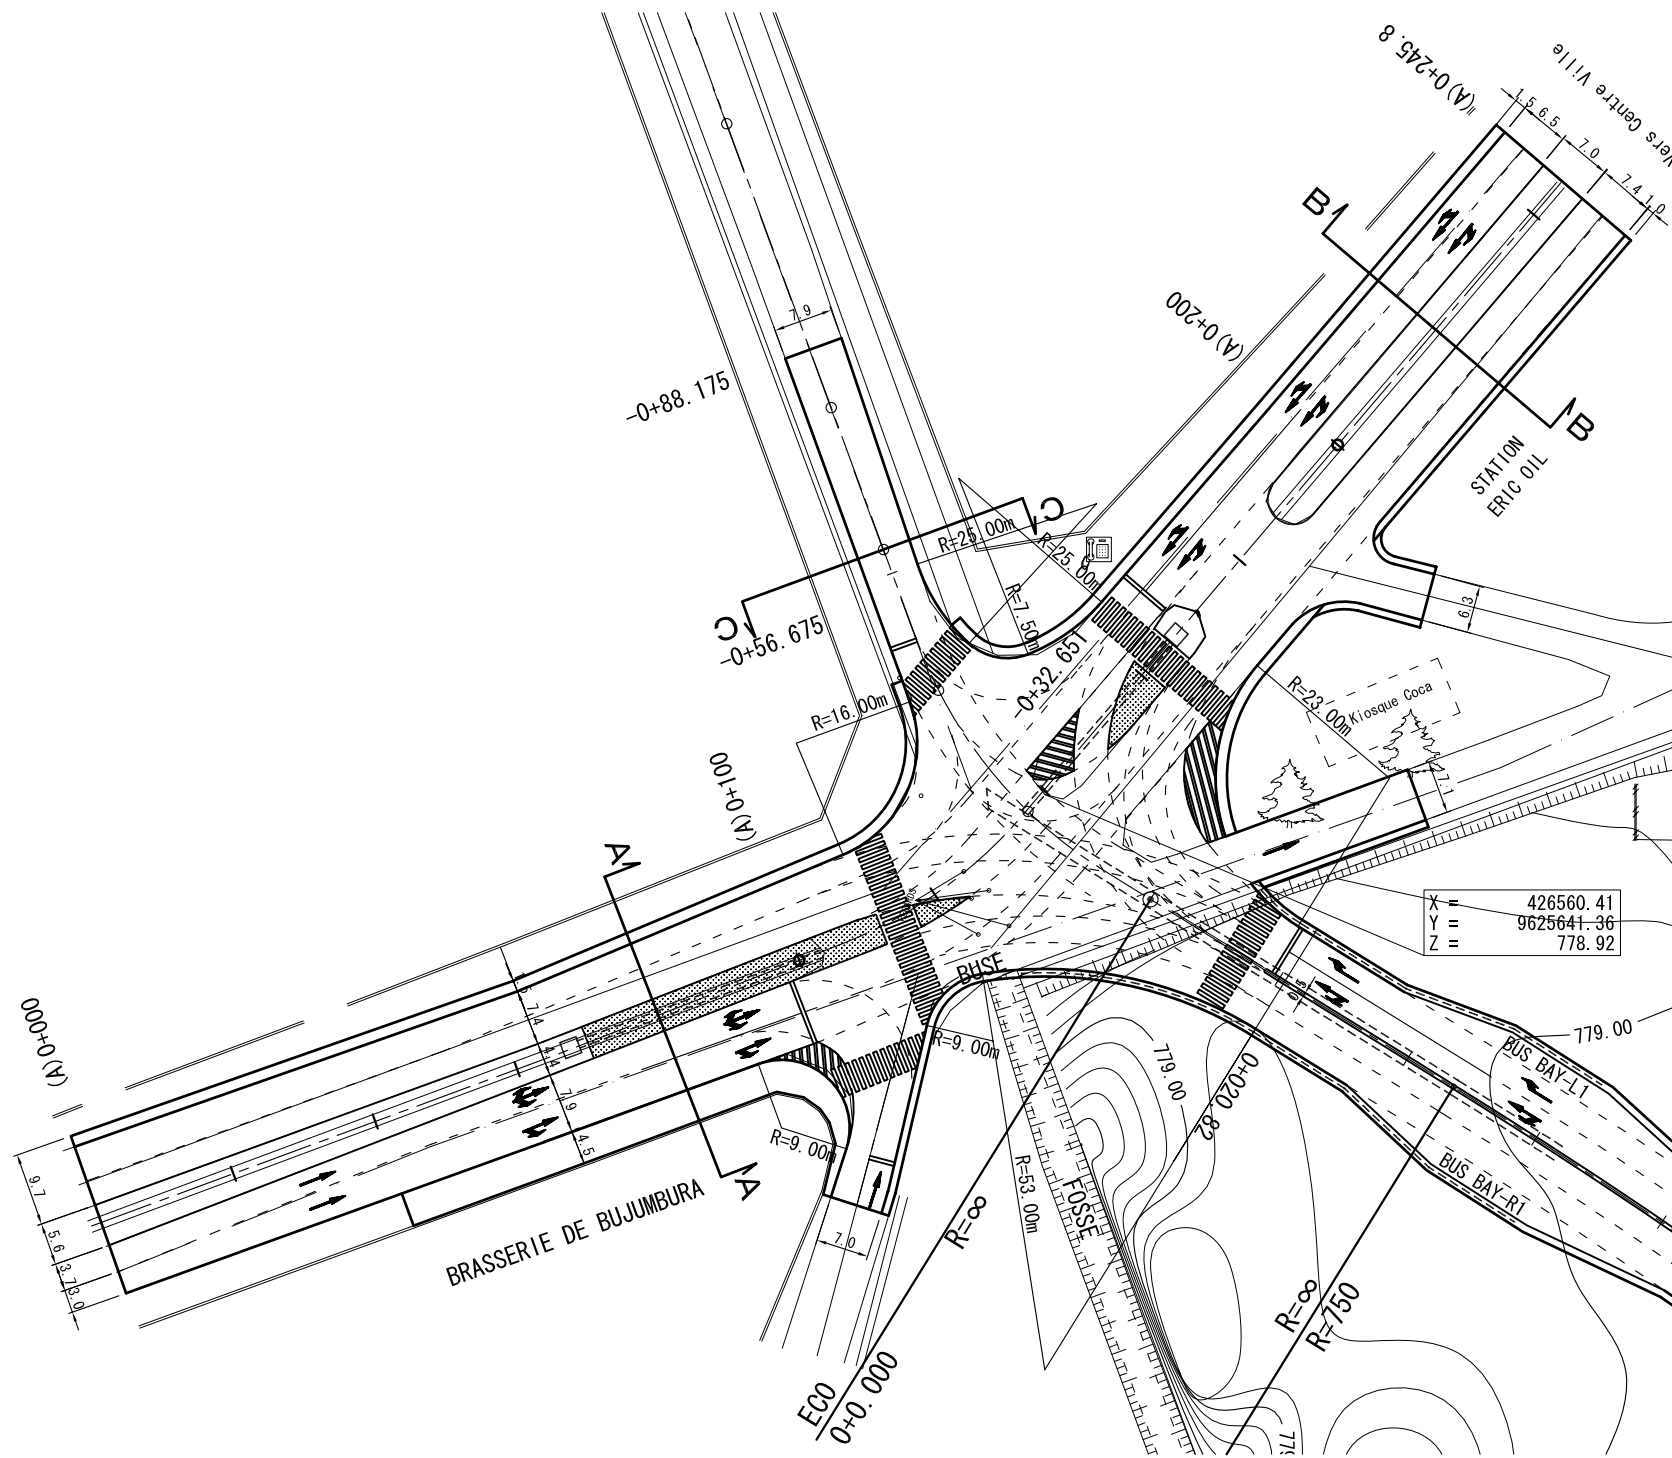 (A)0+245.8
Vers Centre Ville
1.5
6.5
7.0
7.4
1.0
B
B
(A)0+200
7.9
-0+88.175
STATION
ERIC OIL
C
C
R=25.00m
R=25.00m
R=7.50m
-0+56.675
-0+32.651
6.3
R=16.00m
R=23.00m
Kiosque Coca
(A)0+100
7.1
A
A
X = 426560.41
Y = 9625641.36
Z = 778.92
BUSE
(A)0+000
7.4
4.4
7.9
4.5
R=9.00m
R=9.00m
779.00
779.00
BUS BAY-L1
BUS BAY-R1
0+020.82
9.7
5.6
3.7
3.0
BRASSERIE DE BUJUMBURA
7.0
R=53.00m
FOSSE
R=∞
R=∞
R=750
ECO
0+0.000